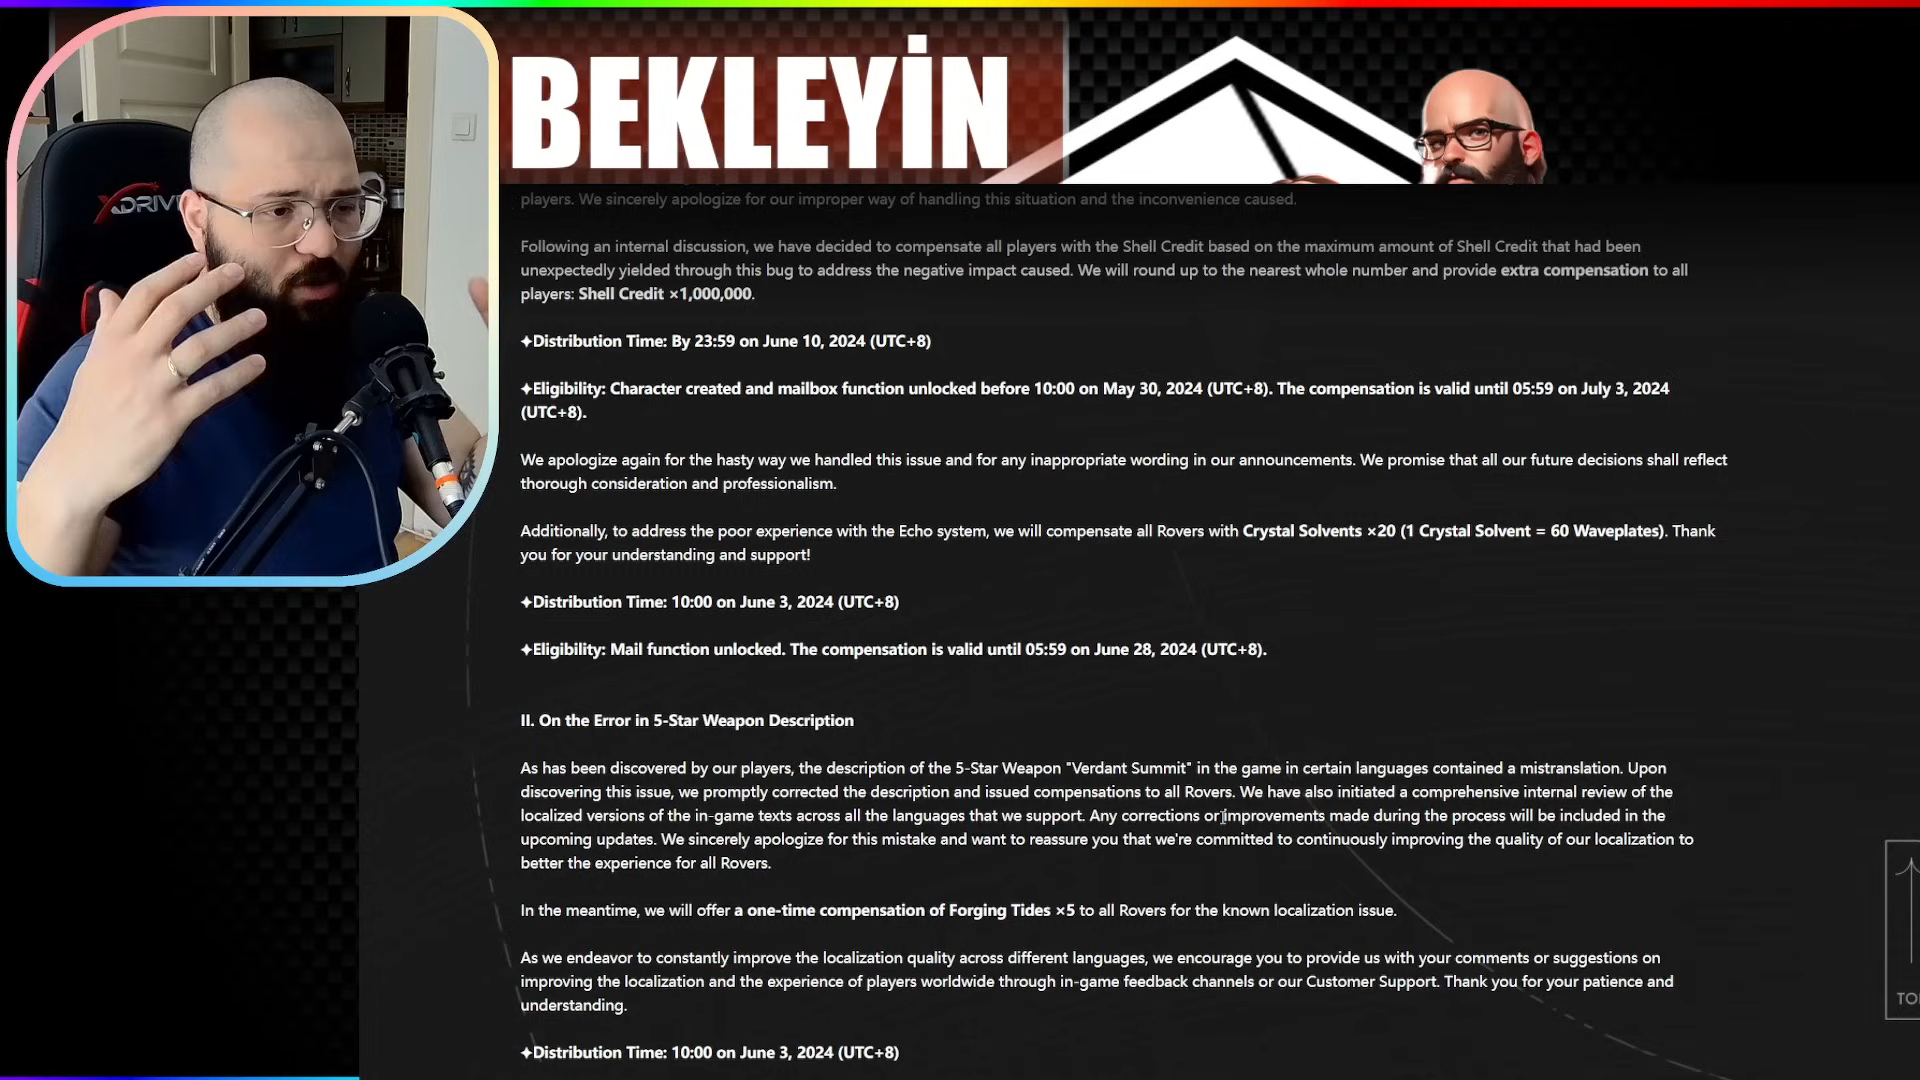 BEKLEYİN
XDRIV
players. We sincerely apologize for our improper way of handling this situation and the inconvenience caused.
Following an internal discussion, we have decided to compensate all players with the Shell Credit based on the maximum amount of Shell Credit that had been
unexpectedly yielded through this bug to address the negative impact caused. We will round up to the nearest whole number and provide extra compensation to all
players: Shell Credit ×1,000,000.
✦Distribution Time: By 23:59 on June 10, 2024 (UTC+8)
✦Eligibility: Character created and mailbox function unlocked before 10:00 on May 30, 2024 (UTC+8). The compensation is valid until 05:59 on July 3, 2024
(UTC+8).
We apologize again for the hasty way we handled this issue and for any inappropriate wording in our announcements. We promise that all our future decisions shall reflect
thorough consideration and professionalism.
Additionally, to address the poor experience with the Echo system, we will compensate all Rovers with Crystal Solvents ×20 (1 Crystal Solvent = 60 Waveplates). Thank
you for your understanding and support!
✦Distribution Time: 10:00 on June 3, 2024 (UTC+8)
✦Eligibility: Mail function unlocked. The compensation is valid until 05:59 on June 28, 2024 (UTC+8).
II. On the Error in 5-Star Weapon Description
As has been discovered by our players, the description of the 5-Star Weapon "Verdant Summit" in the game in certain languages contained a mistranslation. Upon
discovering this issue, we promptly corrected the description and issued compensations to all Rovers. We have also initiated a comprehensive internal review of the
localized versions of the in-game texts across all the languages that we support. Any corrections or improvements made during the process will be included in the
upcoming updates. We sincerely apologize for this mistake and want to reassure you that we're committed to continuously improving the quality of our localization to
better the experience for all Rovers.
In the meantime, we will offer a one-time compensation of Forging Tides ×5 to all Rovers for the known localization issue.
As we endeavor to constantly improve the localization quality across different languages, we encourage you to provide us with your comments or suggestions on
improving the localization and the experience of players worldwide through in-game feedback channels or our Customer Support. Thank you for your patience and
understanding.
TO
✦Distribution Time: 10:00 on June 3, 2024 (UTC+8)